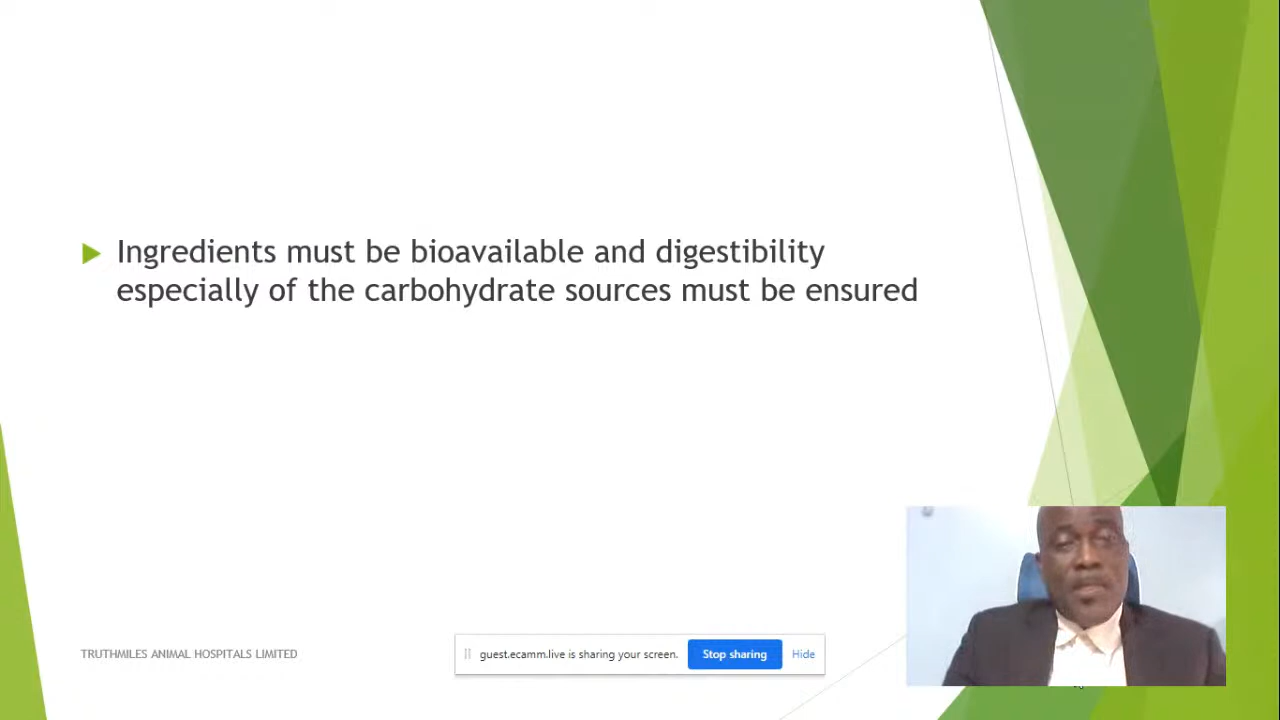 Ingredients must be bioavailable and digestibility
especially of the carbohydrate sources must be ensured
TRUTHMILES ANIMAL HOSPITALS LIMITED
guest.ecamm.live is sharing your screen.
Stop sharing
Hide